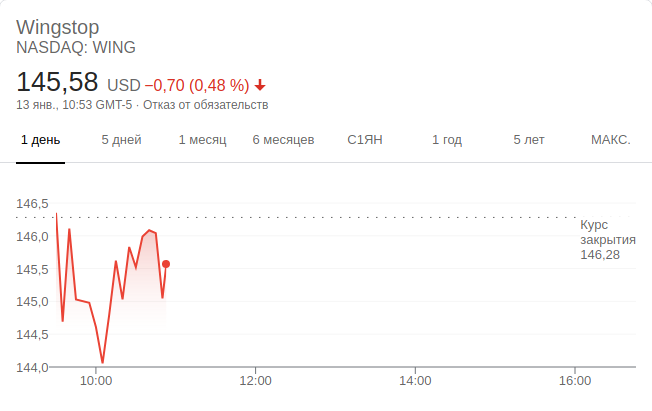 Wingstop
NASDAQ: WING
145,58 USD −0,70 (0,48 %)
13 янв., 10:53 GMT-5 · Отказ от обязательств
1 день 5 дней 1 месяц 6 месяцев С1ЯН 1 год 5 лет МАКС.
146,5
Курс
закрытия
146,28
146,0
145,5
145,0
144,5
144,0
10:00 12:00 14:00 16:00